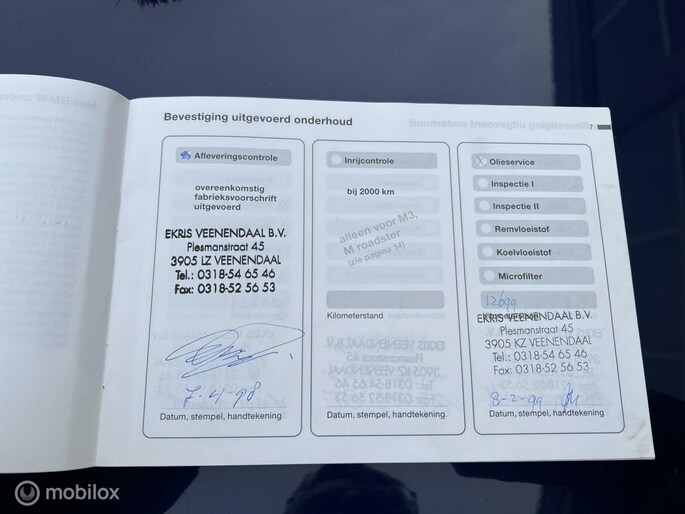 Bevestiging uitgevoerd onderhoud
7
Afleveringscontrole
overeenkomstig
fabrieksvoorschrift
uitgevoerd
EKRIS VEENENDAAL B.V.
Plesmanstraat 45
3905 LZ VEENENDAAL
Tel.: 0318-54 65 46
Fax: 0318-52 56 53
7-4-98
Datum, stempel, handtekening
Inrijcontrole
bij 2000 km
alleen voor M3,
M roadster
(zie pagina 14)
Kilometerstand
Datum, stempel, handtekening
Olieservice
Inspectie I
Inspectie II
Remvloeistof
Koelvloeistof
Microfilter
12699
Kilometerstand
EKRIS VEENENDAAL B.V.
Plesmanstraat 45
3905 KZ VEENENDAAL
Tel.: 0318-54 65 46
Fax: 0318-52 56 53
8-2-99
Datum, stempel, handtekening
mobilox